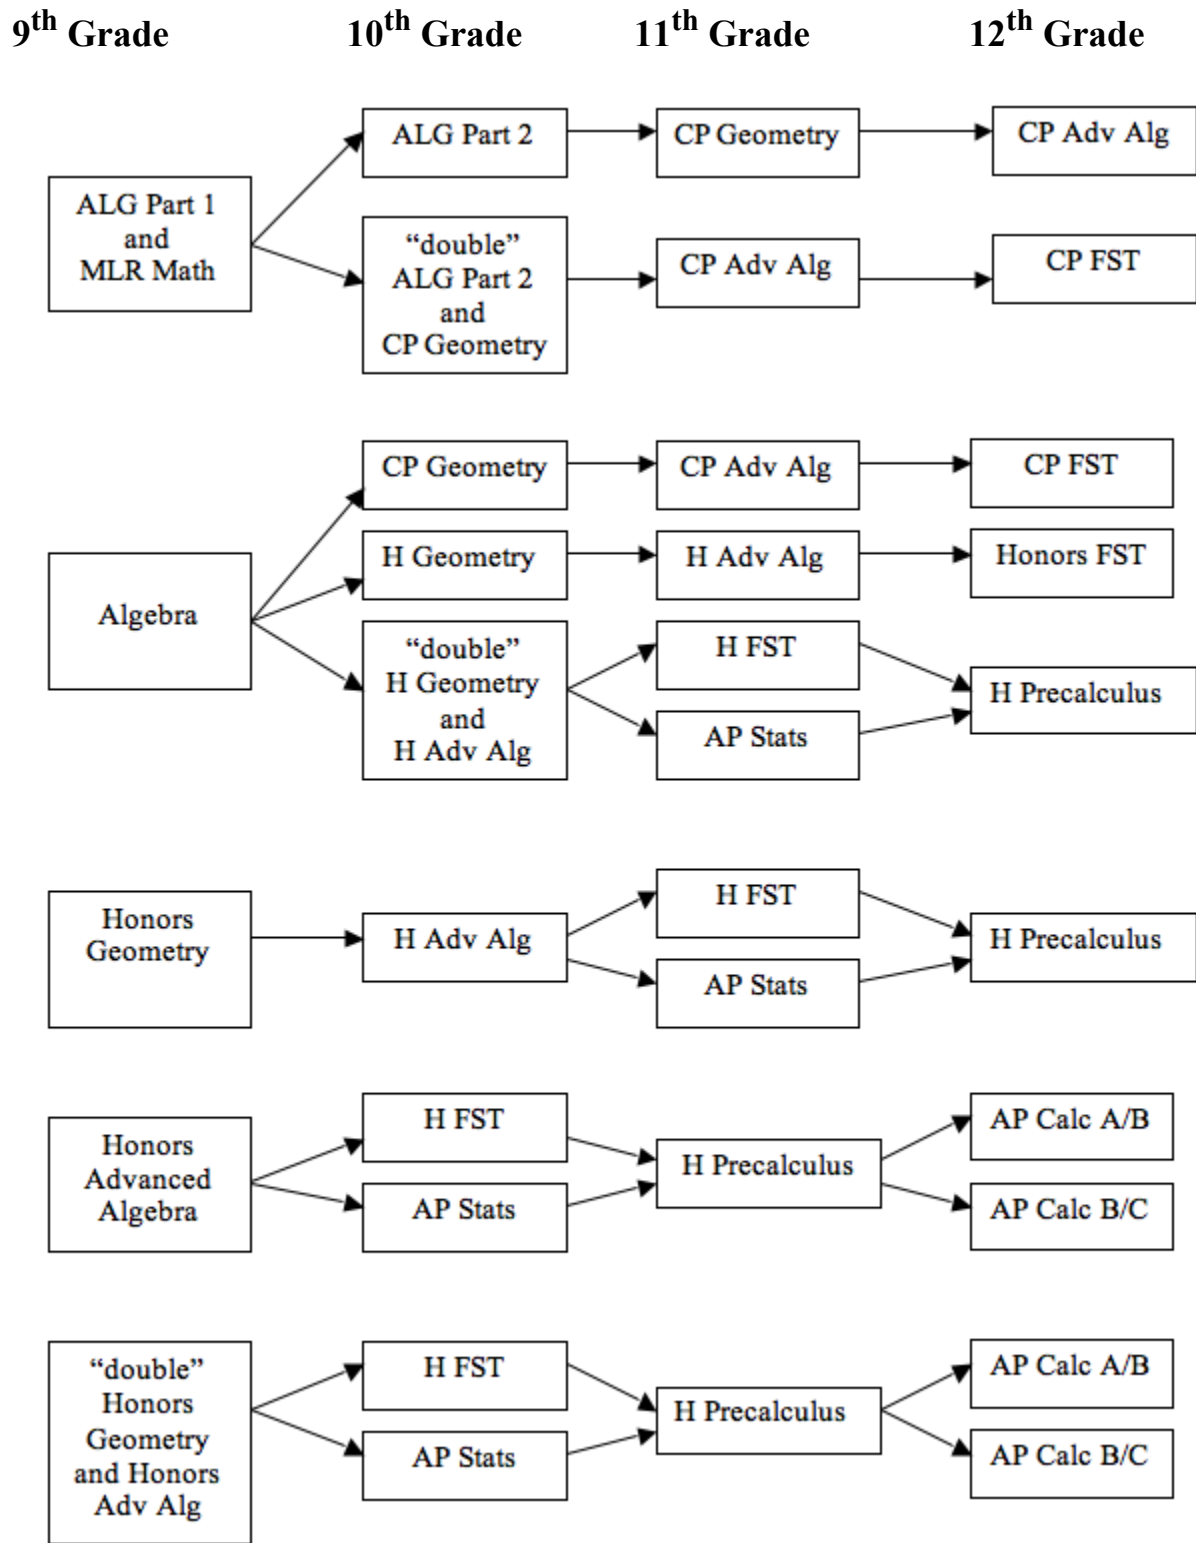 9th Grade 10th Grade 11th Grade 12th Grade
ALG Part 1
and
MLR Math
ALG Part 2
CP Geometry
CP Adv Alg
“double”
ALG Part 2
and
CP Geometry
CP Adv Alg
CP FST
Algebra
CP Geometry
CP Adv Alg
CP FST
H Geometry
H Adv Alg
Honors FST
“double”
H Geometry
and
H Adv Alg
H FST
AP Stats
H Precalculus
Honors
Geometry
H Adv Alg
H FST
AP Stats
H Precalculus
Honors
Advanced
Algebra
H FST
AP Stats
H Precalculus
AP Calc A/B
AP Calc B/C
“double”
Honors
Geometry
and Honors
Adv Alg
H FST
AP Stats
H Precalculus
AP Calc A/B
AP Calc B/C